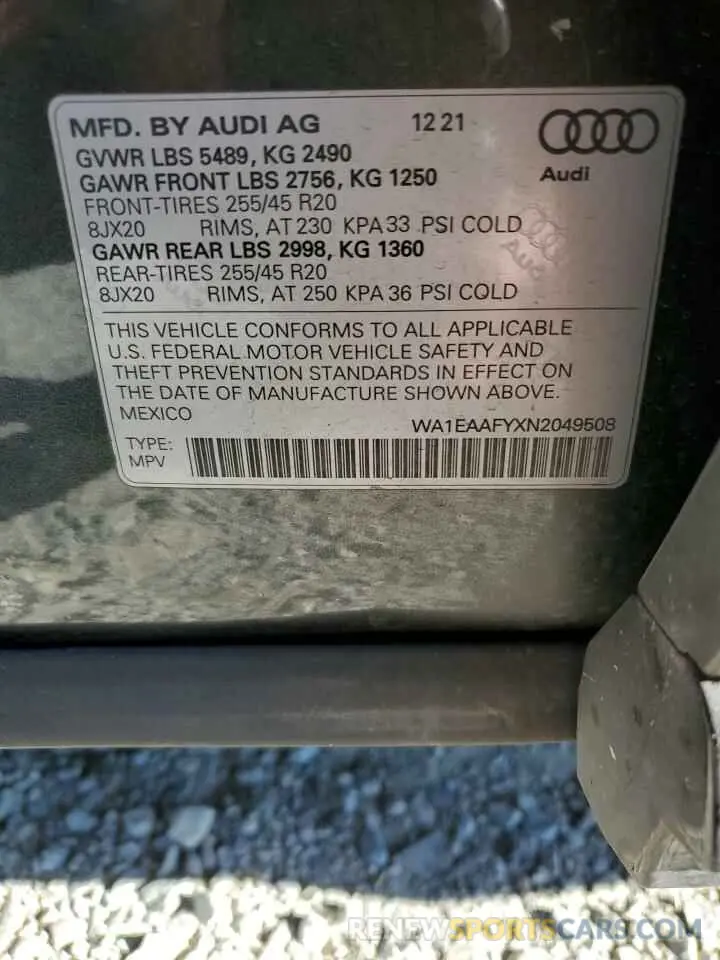 MFD. BY AUDI AG 12 21
GVWR LBS 5489, KG 2490
Audi
GAWR FRONT LBS 2756, KG 1250
FRONT-TIRES 255/45 R20
8JX20 RIMS, AT 230 KPA 33 PSI COLD
GAWR REAR LBS 2998, KG 1360
REAR-TIRES 255/45 R20
8JX20 RIMS, AT 250 KPA 36 PSI COLD
THIS VEHICLE CONFORMS TO ALL APPLICABLE
U.S. FEDERAL MOTOR VEHICLE SAFETY AND
THEFT PREVENTION STANDARDS IN EFFECT ON
THE DATE OF MANUFACTURE SHOWN ABOVE.
MEXICO
WA1EAAFYXN2049508
TYPE:
MPV
RENEWSPORTSCARS.COM